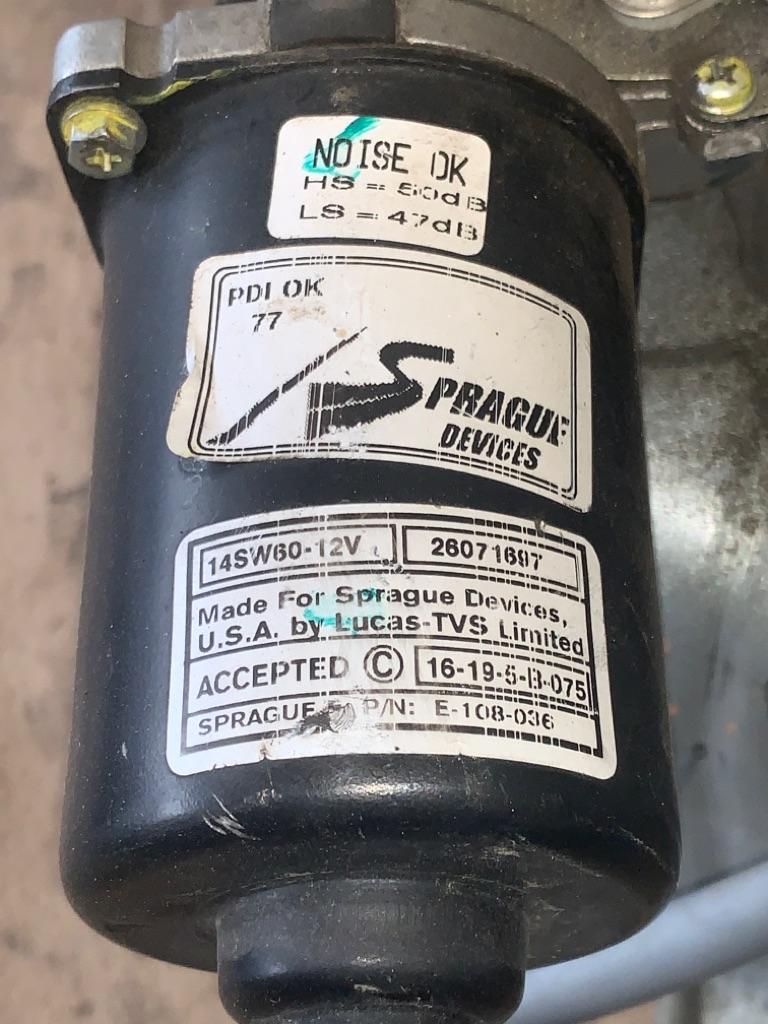 NOISE OK
HS = 50dB
LS = 47dB
PDI OK
77
SPRAGUE
DEVICES
14SW60-12V
26071697
Made For Sprague Devices,
U.S.A. by Lucas-TVS Limited
ACCEPTED © 16-19-5-B-075
SPRAGUE P/N: E-108-036